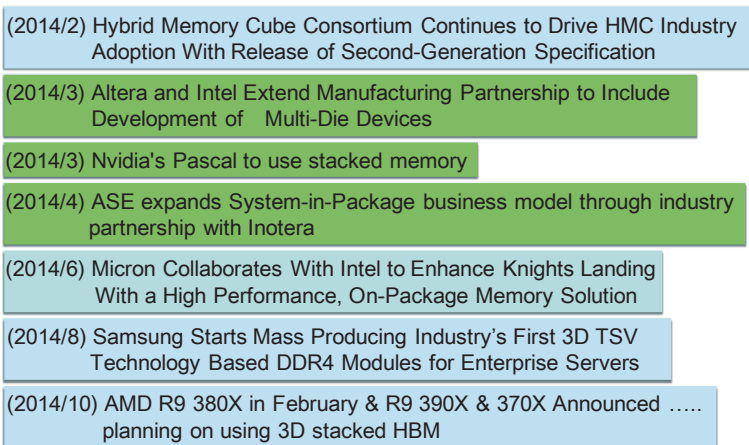 (2014/2) Hybrid Memory Cube Consortium Continues to Drive HMC Industry
Adoption With Release of Second-Generation Specification
(2014/3) Altera and Intel Extend Manufacturing Partnership to Include
Development of Multi-Die Devices
(2014/3) Nvidia's Pascal to use stacked memory
(2014/4) ASE expands System-in-Package business model through industry
partnership with Inotera
(2014/6) Micron Collaborates With Intel to Enhance Knights Landing
With a High Performance, On-Package Memory Solution
(2014/8) Samsung Starts Mass Producing Industry’s First 3D TSV
Technology Based DDR4 Modules for Enterprise Servers
(2014/10) AMD R9 380X in February & R9 390X & 370X Announced …..
planning on using 3D stacked HBM